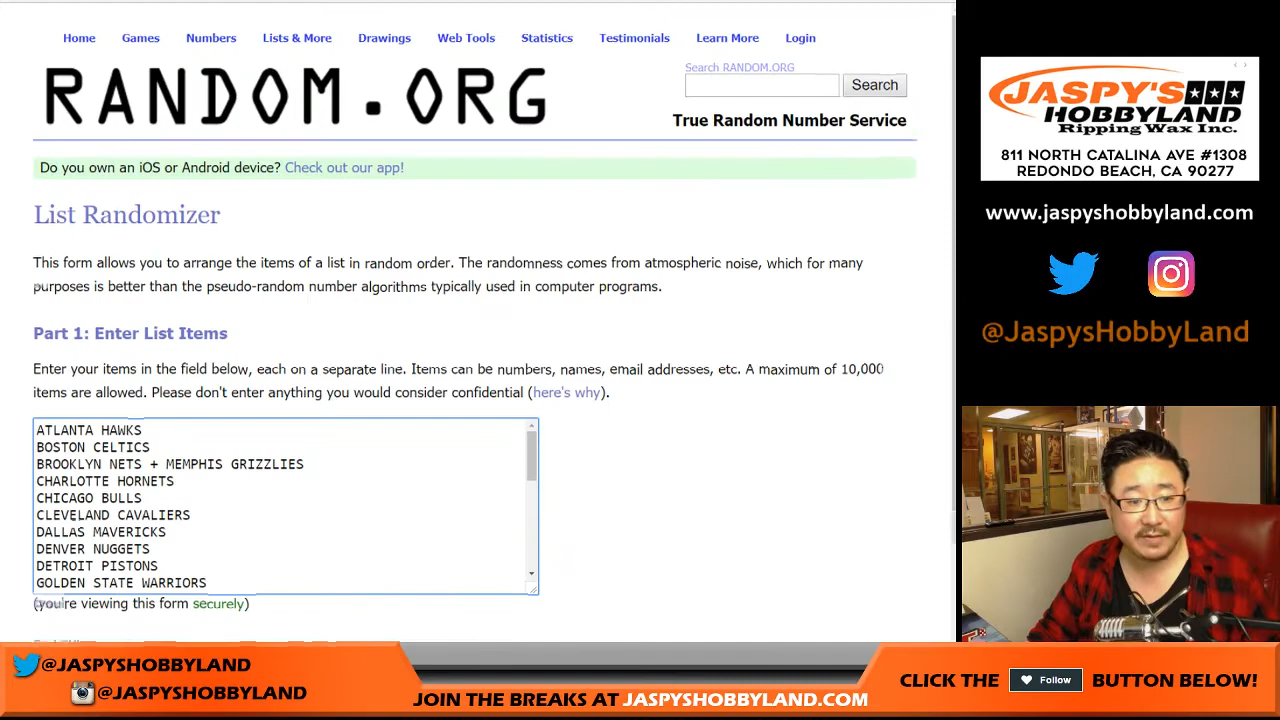 Home Games Numbers Lists & More Drawings Web Tools Statistics Testimonials Learn More Login
RANDOM.ORG
Search RANDOM.ORG
Search
True Random Number Service
Do you own an iOS or Android device? Check out our app!
List Randomizer
This form allows you to arrange the items of a list in random order. The randomness comes from atmospheric noise, which for many
purposes is better than the pseudo-random number algorithms typically used in computer programs.
Part 1: Enter List Items
Enter your items in the field below, each on a separate line. Items can be numbers, names, email addresses, etc. A maximum of 10,000
items are allowed. Please don't enter anything you would consider confidential (here's why).
ATLANTA HAWKS
BOSTON CELTICS
BROOKLYN NETS + MEMPHIS GRIZZLIES
CHARLOTTE HORNETS
CHICAGO BULLS
CLEVELAND CAVALIERS
DALLAS MAVERICKS
DENVER NUGGETS
DETROIT PISTONS
GOLDEN STATE WARRIORS
(you're viewing this form securely)
JASPY'S
HOBBYLAND
Ripping Wax Inc.
811 NORTH CATALINA AVE #1308
REDONDO BEACH, CA 90277
www.jaspyshobbyland.com
@JaspysHobbyLand
@JASPYSHOBBYLAND
@JASPYSHOBBYLAND
JOIN THE BREAKS AT JASPYSHOBBYLAND.COM
CLICK THE Follow BUTTON BELOW!